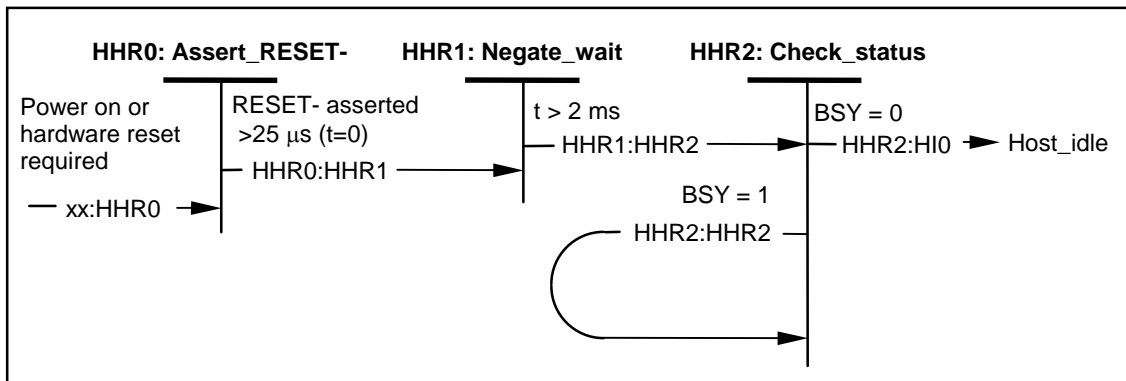 HHR0: Assert_RESET-
HHR1: Negate_wait
HHR2: Check_status
Power on or
hardware reset
required
xx:HHR0
RESET- asserted
>25 μs (t=0)
HHR0:HHR1
t > 2 ms
HHR1:HHR2
BSY = 0
HHR2:HI0
Host_idle
BSY = 1
HHR2:HHR2